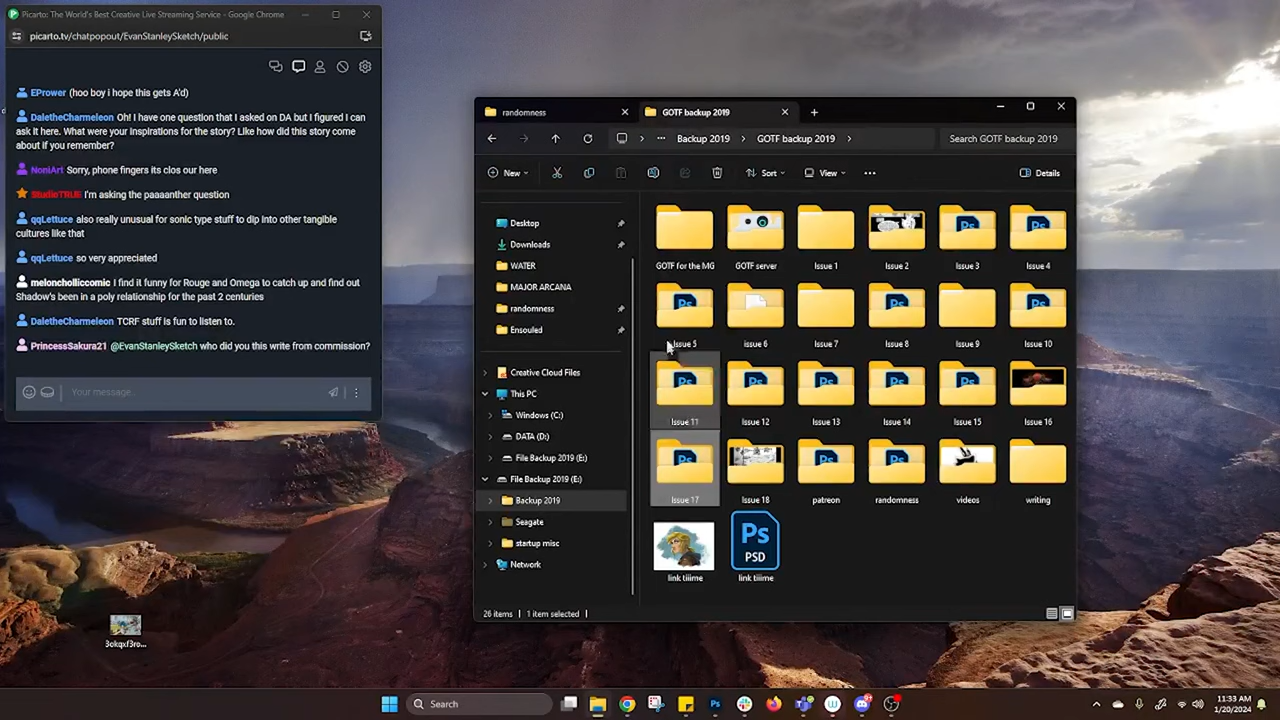 Picarto: The World's Best Creative Live Streaming Service - Google Chrome
picarto.tv/chatpopout/EvanStanleySketch/public
EPrower (hoo boy i hope this gets A'd)
DaletheCharmeleon Oh! I have one question that I asked on DA but I figured I can
ask it here. What were your inspirations for the story? Like how did this story come
about if you remember?
NoniArt Sorry, phone fingers its clos our here
StudioTRUE I'm asking the paaaanther question
qqLettuce also really unusual for sonic type stuff to dip into other tangible
cultures like that
qqLettuce so very appreciated
meloncholliccomic I find it funny for Rouge and Omega to catch up and find out
Shadow's been in a poly relationship for the past 2 centuries
DaletheCharmeleon TCRF stuff is fun to listen to.
PrincessSakura21 @EvanStanleySketch who did you this write from commission?
Your message
3okqxf3ro...
randomness
GOTF backup 2019
Backup 2019
GOTF backup 2019
Search GOTF backup 2019
New
Sort
View
Details
Desktop
Downloads
WATER
MAJOR ARCANA
randomness
Ensouled
Creative Cloud Files
This PC
Windows (C:)
DATA (D:)
File Backup 2019 (E:)
File Backup 2019 (E:)
Backup 2019
Seagate
startup misc
Network
GOTF for the MG
GOTF server
Issue 1
Issue 2
Issue 3
Issue 4
Issue 5
issue 6
Issue 7
Issue 8
Issue 9
Issue 10
Issue 11
Issue 12
Issue 13
Issue 14
Issue 15
Issue 16
Issue 17
Issue 18
patreon
randomness
videos
writing
Ps
PSD
link tiiime
link tiiime
26 items
1 item selected
Search
11:33 AM
1/20/2024